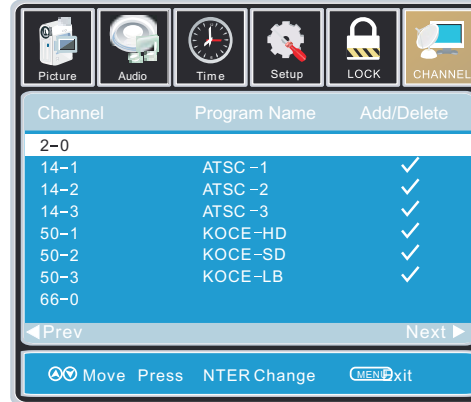 Picture Audio Time Setup LOCK CHANNEL
Channel Program Name Add/Delete
2-0
14-1 ATSC-1
14-2 ATSC-2
14-3 ATSC-3
50-1 KOCE-HD
50-2 KOCE-SD
50-3 KOCE-LB
66-0
Prev Next
Move Press NTER Change MENU Exit